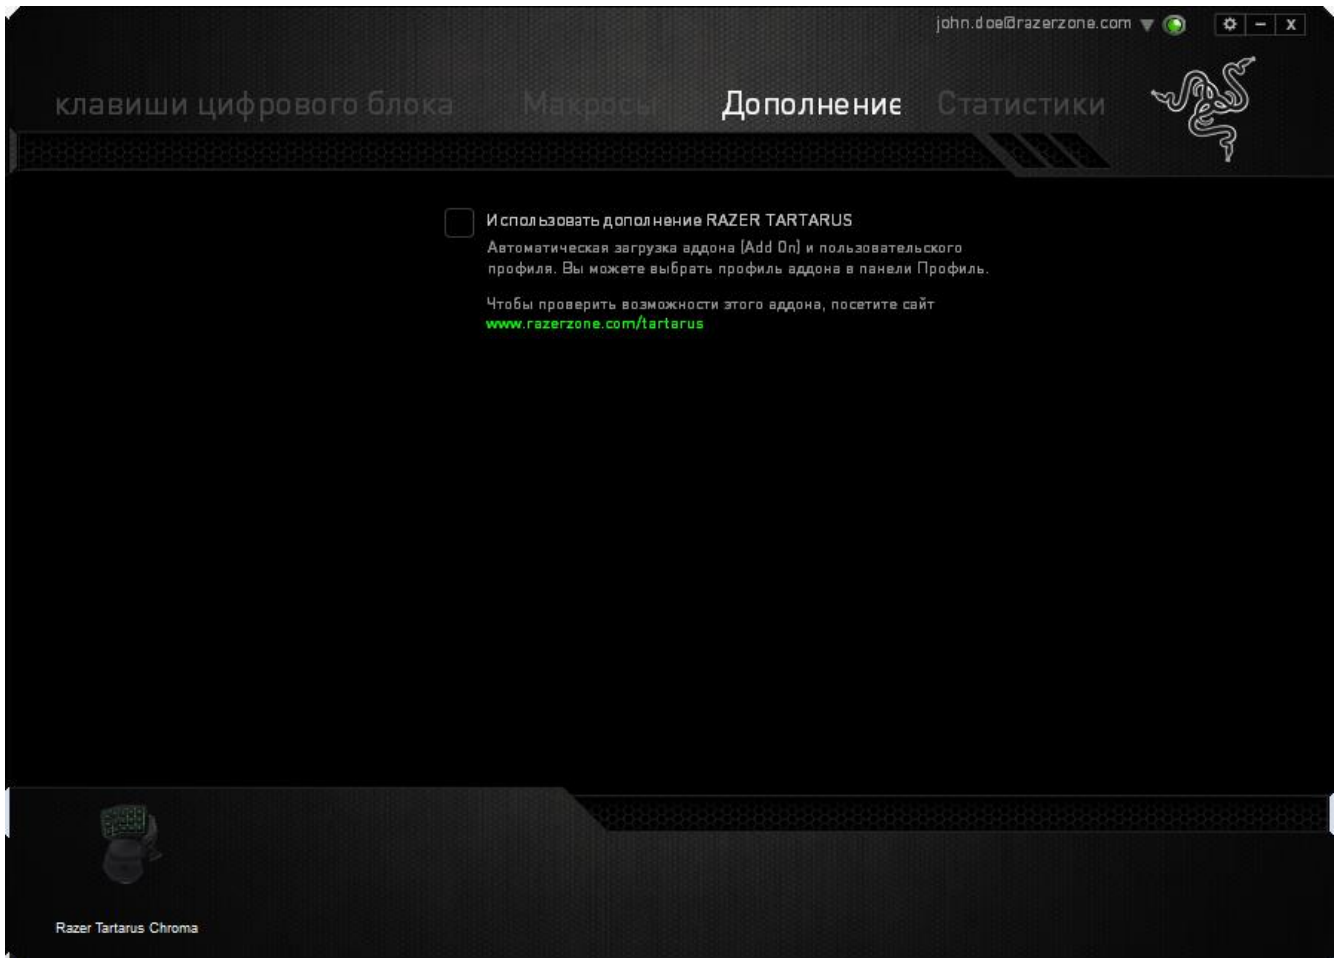 john.doe@razerzone.com
клавиши цифрового блока Макросы Дополнение Статистики
Использовать дополнение RAZER TARTARUS
Автоматическая загрузка аддона (Add On) и пользовательского
профиля. Вы можете выбрать профиль аддона в панели Профиль.
Чтобы проверить возможности этого аддона, посетите сайт
www.razerzone.com/tartarus
Razer Tartarus Chroma